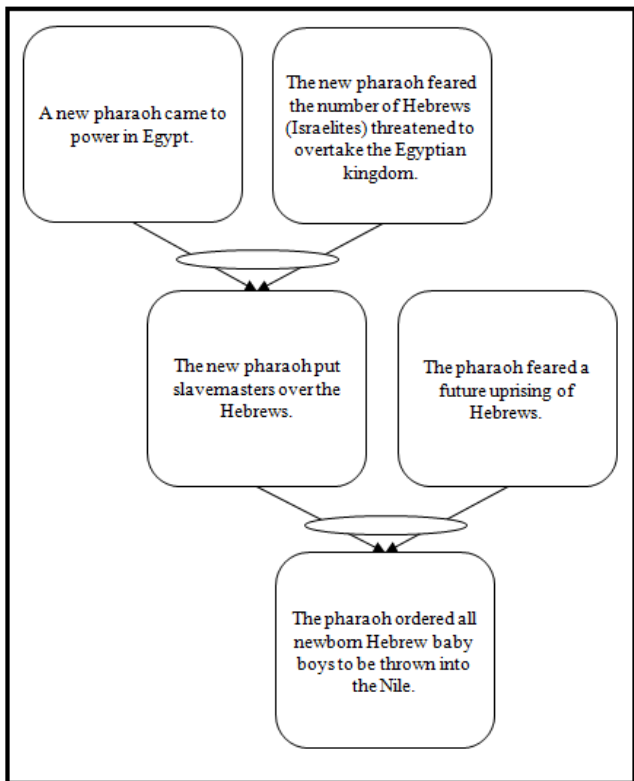 A new pharaoh came to
power in Egypt.
The new pharaoh feared
the number of Hebrews
(Israelites) threatened to
overtake the Egyptian
kingdom.
The new pharaoh put
slavemasters over the
Hebrews.
The pharaoh feared a
future uprising of
Hebrews.
The pharaoh ordered all
newborn Hebrew baby
boys to be thrown into
the Nile.